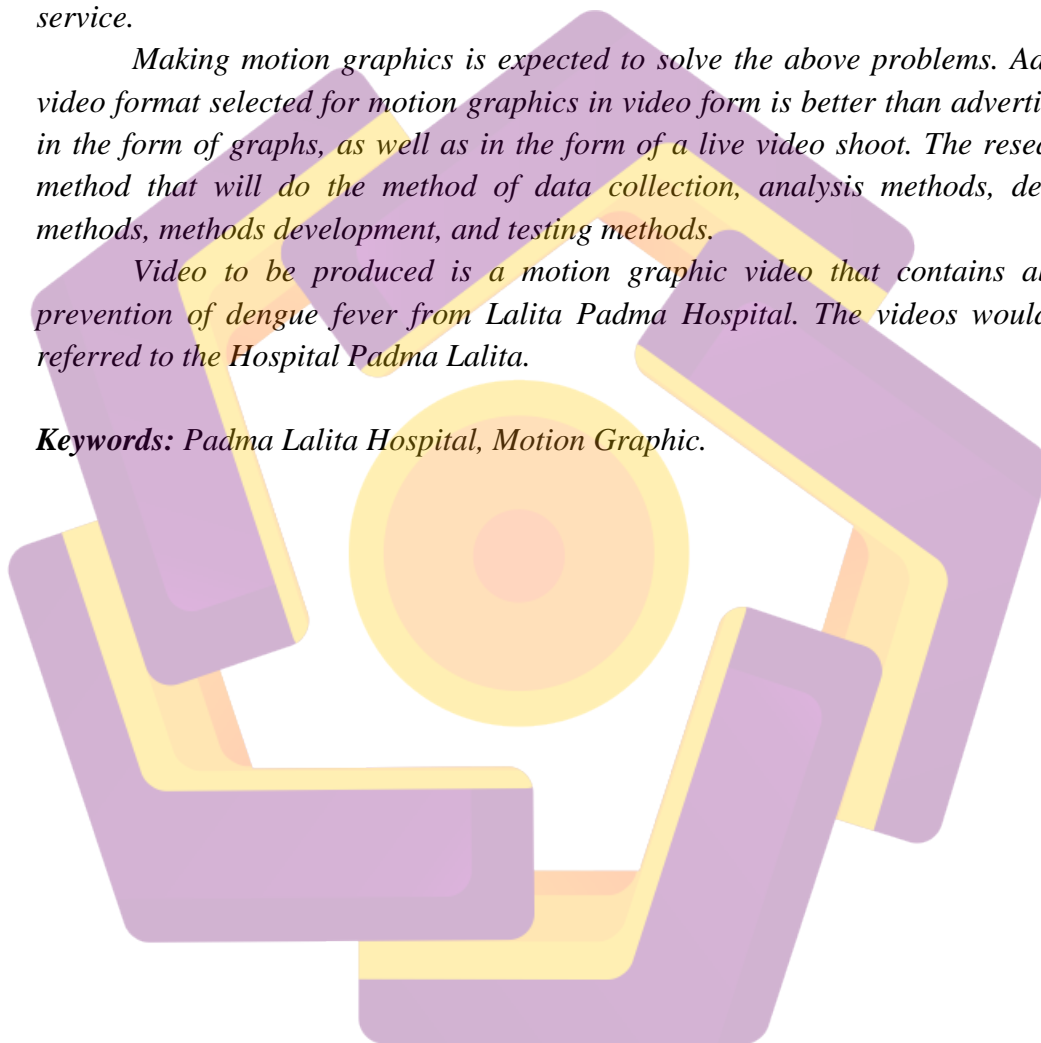 service.
Making motion graphics is expected to solve the above problems. Ad
video format selected for motion graphics in video form is better than adverti
in the form of graphs, as well as in the form of a live video shoot. The resea
method that will do the method of data collection, analysis methods, de
methods, methods development, and testing methods.
Video to be produced is a motion graphic video that contains a
prevention of dengue fever from Lalita Padma Hospital. The videos would
referred to the Hospital Padma Lalita.
Keywords: Padma Lalita Hospital, Motion Graphic.